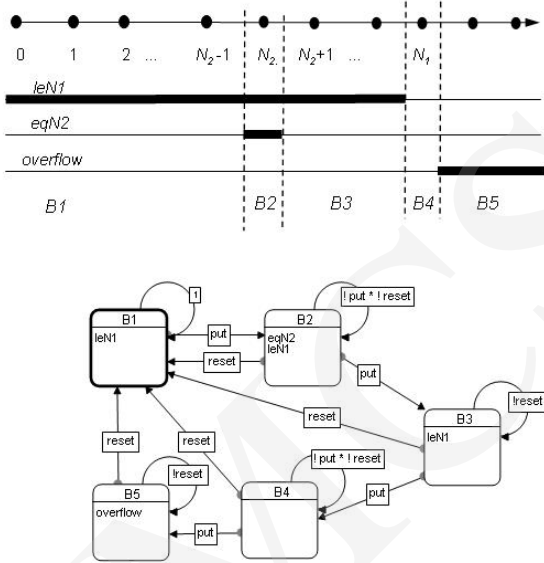 0 1 2 ... N2-1 N2. N2+1 ... N1
leN1
eqN2
overflow
B1 B2 B3 B4 B5
1
! put * ! reset
B1
leN1
put
reset
B2
eqN2
leN1
put
!reset
reset
B3
leN1
reset
reset
!reset
! put * ! reset
put
B5
overflow
put
B4